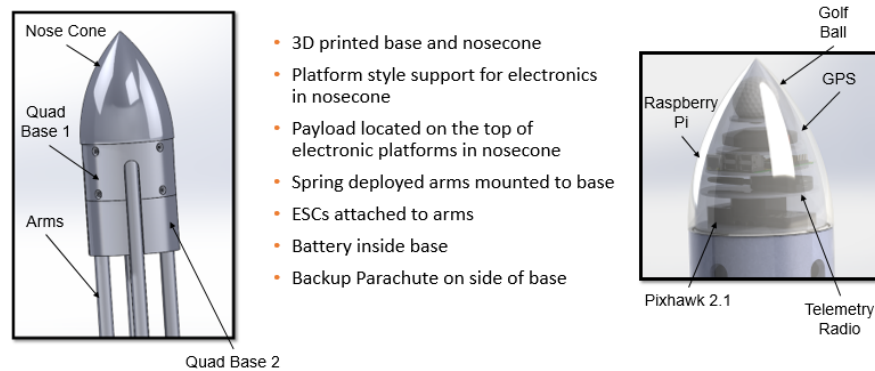 Nose Cone
Quad
Base 1
Arms
Quad Base 2
• 3D printed base and nosecone
• Platform style support for electronics
in nosecone
• Payload located on the top of
electronic platforms in nosecone
• Spring deployed arms mounted to base
• ESCs attached to arms
• Battery inside base
• Backup Parachute on side of base
Golf
Ball
GPS
Raspberry
Pi
Pixhawk 2.1
Telemetry
Radio